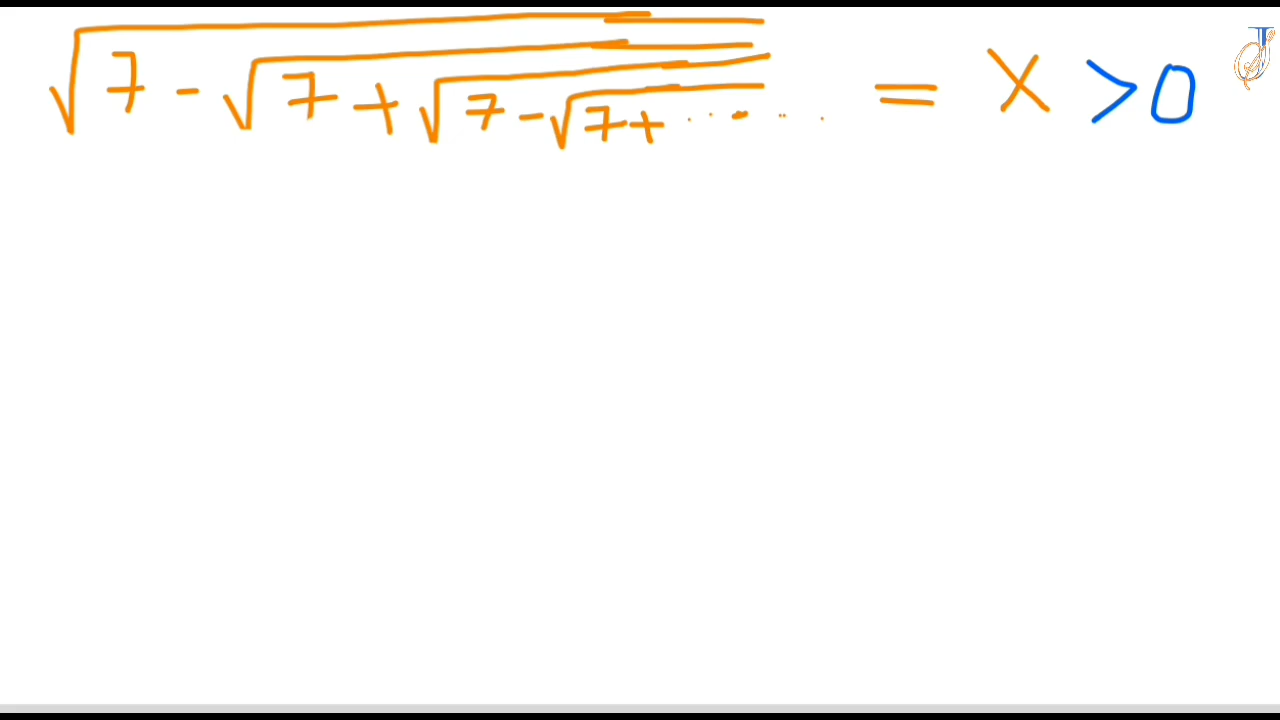 √(7 - √(7 + √(7 - √(7 + ........ = X > 0